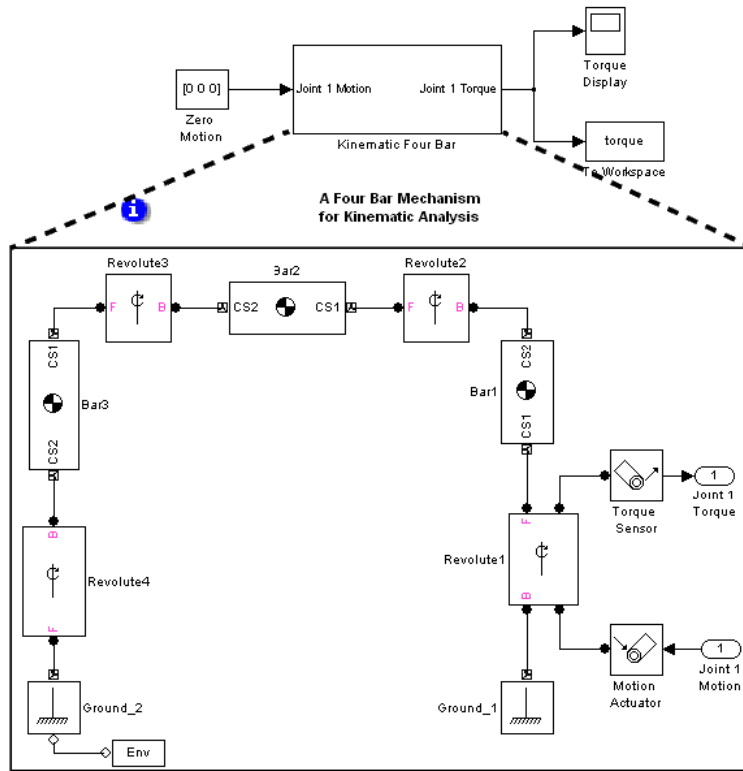 [0 0 0]
Zero
Motion
Joint 1 Motion
Joint 1 Torque
Kinematic Four Bar
Torque
Display
torque
To Workspace
i
A Four Bar Mechanism
for Kinematic Analysis
Revolute3
F
B
Bar2
CS2
CS1
Revolute2
F
B
CS1
CS2
Bar3
CS2
CS1
Bar1
B
F
Revolute4
F
B
Revolute1
Torque
Sensor
1
Joint 1
Torque
Motion
Actuator
1
Joint 1
Motion
Ground_2
Env
Ground_1